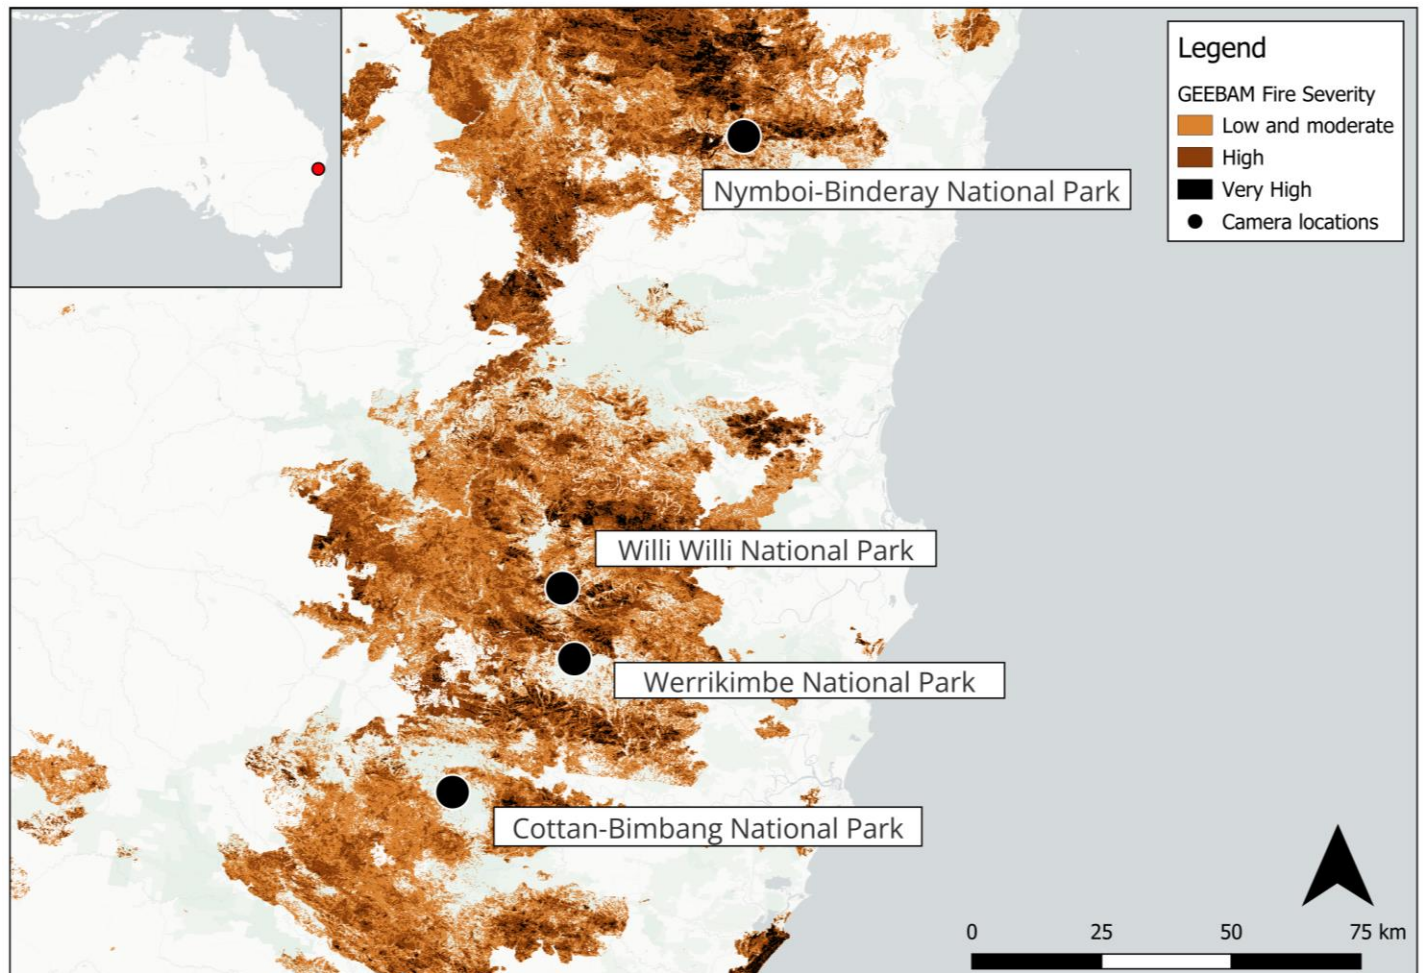 Legend
GEEBAM Fire Severity
Low and moderate
High
Very High
Camera locations
Nymboi-Binderay National Park
Willi Willi National Park
Werrikimbe National Park
Cottan-Bimbang National Park
0 25 50 75 km